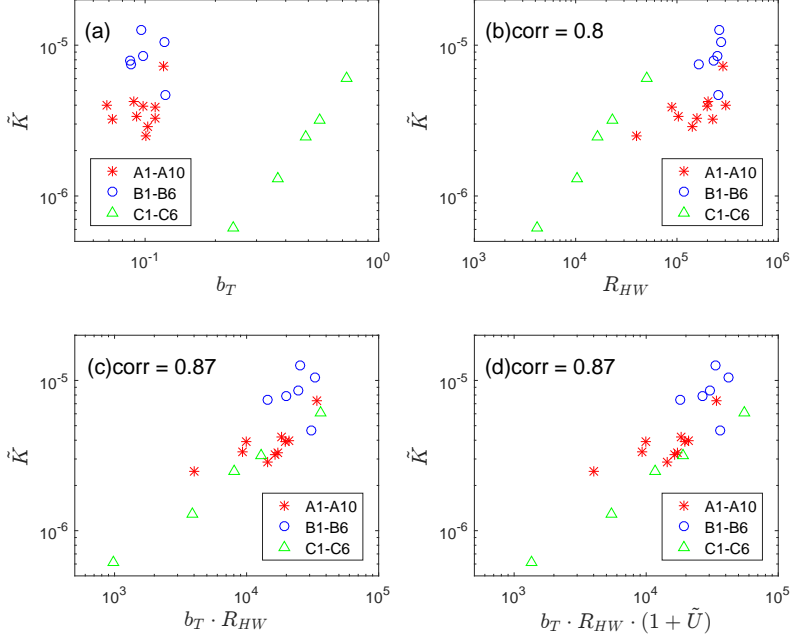 (a)
10^-5
10^-6
K̃
10^-1
10^0
b_T
A1-A10
B1-B6
C1-C6
(b)corr = 0.8
10^-5
10^-6
K̃
10^3
10^4
10^5
10^6
R_HW
A1-A10
B1-B6
C1-C6
(c)corr = 0.87
10^-5
10^-6
K̃
10^3
10^4
10^5
b_T · R_HW
A1-A10
B1-B6
C1-C6
(d)corr = 0.87
10^-5
10^-6
K̃
10^3
10^4
10^5
b_T · R_HW · (1 + Ũ)
A1-A10
B1-B6
C1-C6